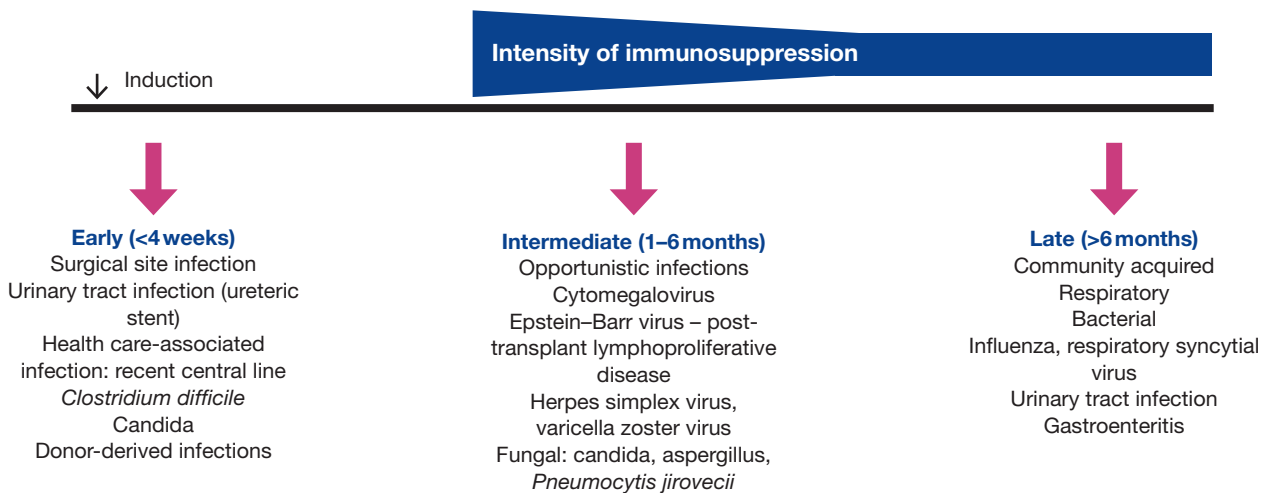 Intensity of immunosuppression
Induction
Early (<4 weeks)
Surgical site infection
Urinary tract infection (ureteric
stent)
Health care-associated
infection: recent central line
Clostridium difficile
Candida
Donor-derived infections
Intermediate (1–6 months)
Opportunistic infections
Cytomegalovirus
Epstein–Barr virus – post-
transplant lymphoproliferative
disease
Herpes simplex virus,
varicella zoster virus
Fungal: candida, aspergillus,
Pneumocytis jirovecii
Late (>6 months)
Community acquired
Respiratory
Bacterial
Influenza, respiratory syncytial
virus
Urinary tract infection
Gastroenteritis